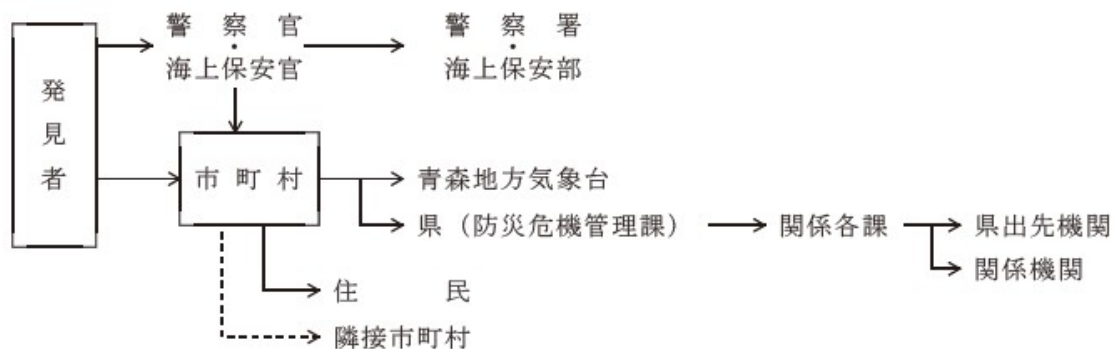 発見者
警察官
・
海上保安官
警察署
・
海上保安部
市町村
青森地方気象台
県（防災危機管理課）
関係各課
県出先機関
関係機関
住民
隣接市町村